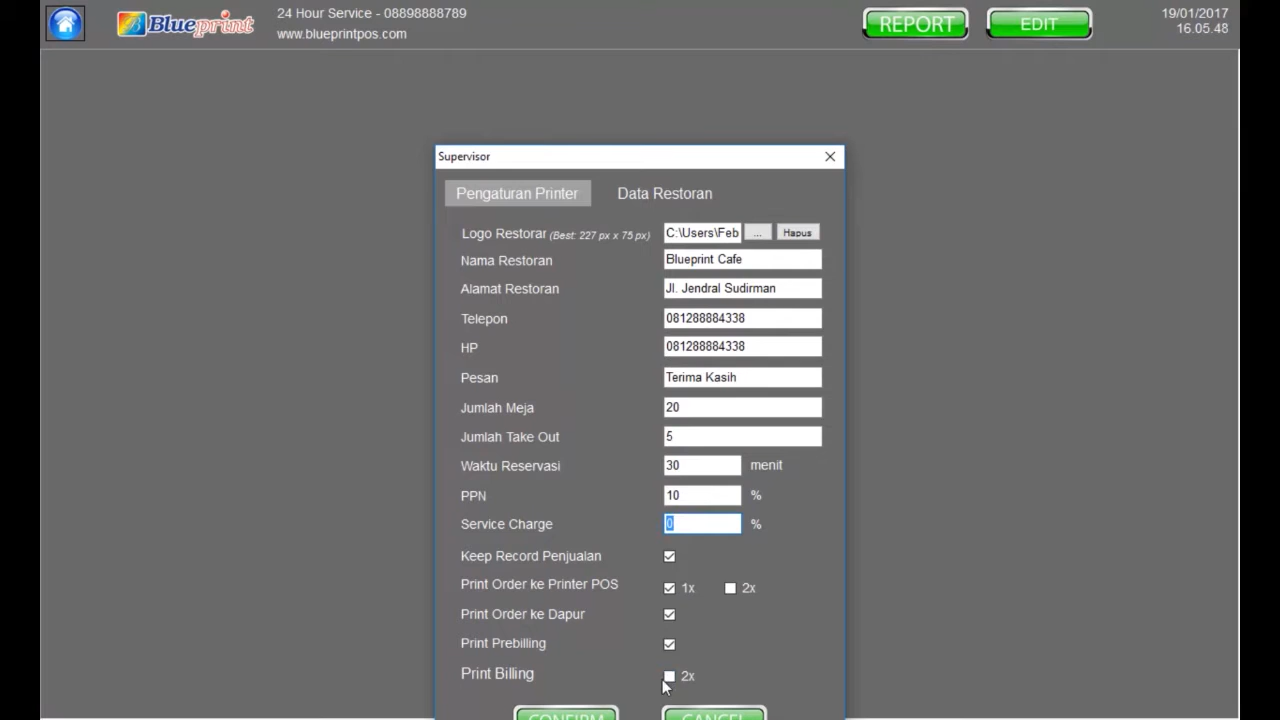 Blueprint
24 Hour Service - 08898888789
www.blueprintpos.com
REPORT
EDIT
19/01/2017
16.05.48
Supervisor
Pengaturan Printer
Data Restoran
Logo Restorar (Best: 227 px x 75 px) C:\Users\Feb ... Hapus
Nama Restoran Blueprint Cafe
Alamat Restoran Jl. Jendral Sudirman
Telepon 081288884338
HP 081288884338
Pesan Terima Kasih
Jumlah Meja 20
Jumlah Take Out 5
Waktu Reservasi 30 menit
PPN 10 %
Service Charge 0 %
Keep Record Penjualan
Print Order ke Printer POS 1x 2x
Print Order ke Dapur
Print Prebilling
Print Billing 2x
CONFIRM CANCEL